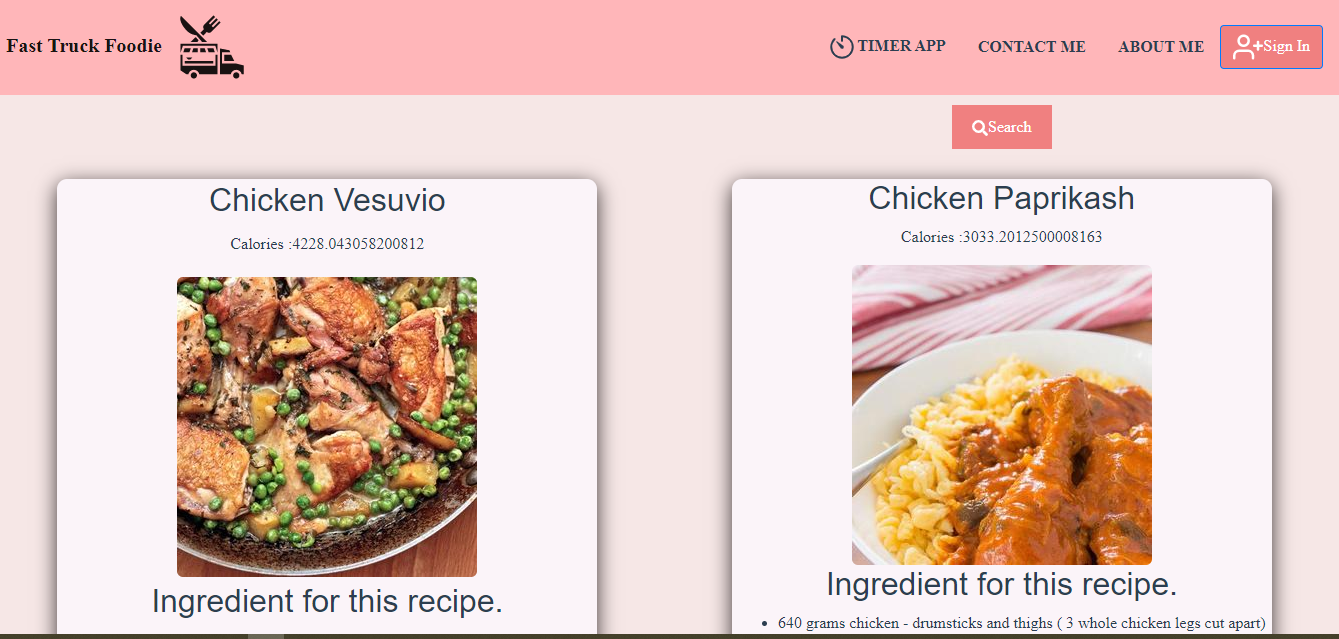 Fast Truck Foodie
TIMER APP
CONTACT ME
ABOUT ME
Sign In
Search
Chicken Vesuvio
Calories :4228.043058200812
Ingredient for this recipe.
Chicken Paprikash
Calories :3033.2012500008163
Ingredient for this recipe.
• 640 grams chicken - drumsticks and thighs ( 3 whole chicken legs cut apart)